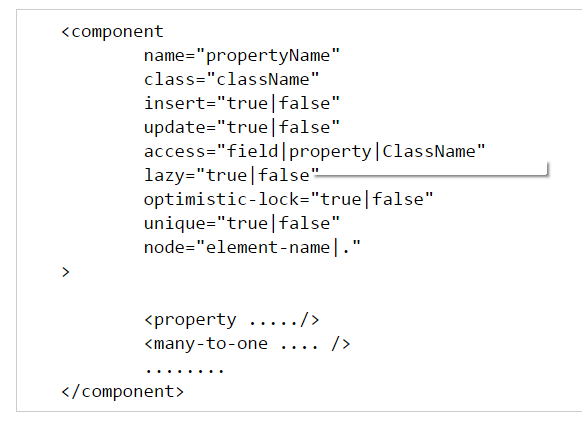 <component
name="propertyName"
class="className"
insert="true|false"
update="true|false"
access="field|property|ClassName"
lazy="true|false"
optimistic-lock="true|false"
unique="true|false"
node="element-name|."
>
<property ...../>
<many-to-one .... />
........
</component>